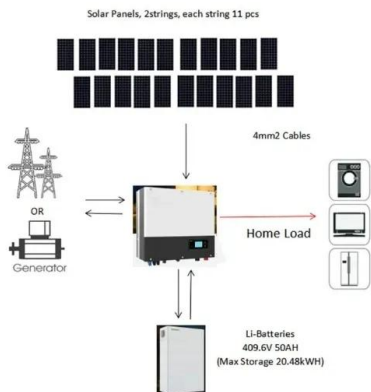 Solar Panels, 2strings, each string 11 pcs
4mm2 Cables
OR
Generator
Home Load
Li-Batteries
409.6V 50AH
(Max Storage 20.48kWH)